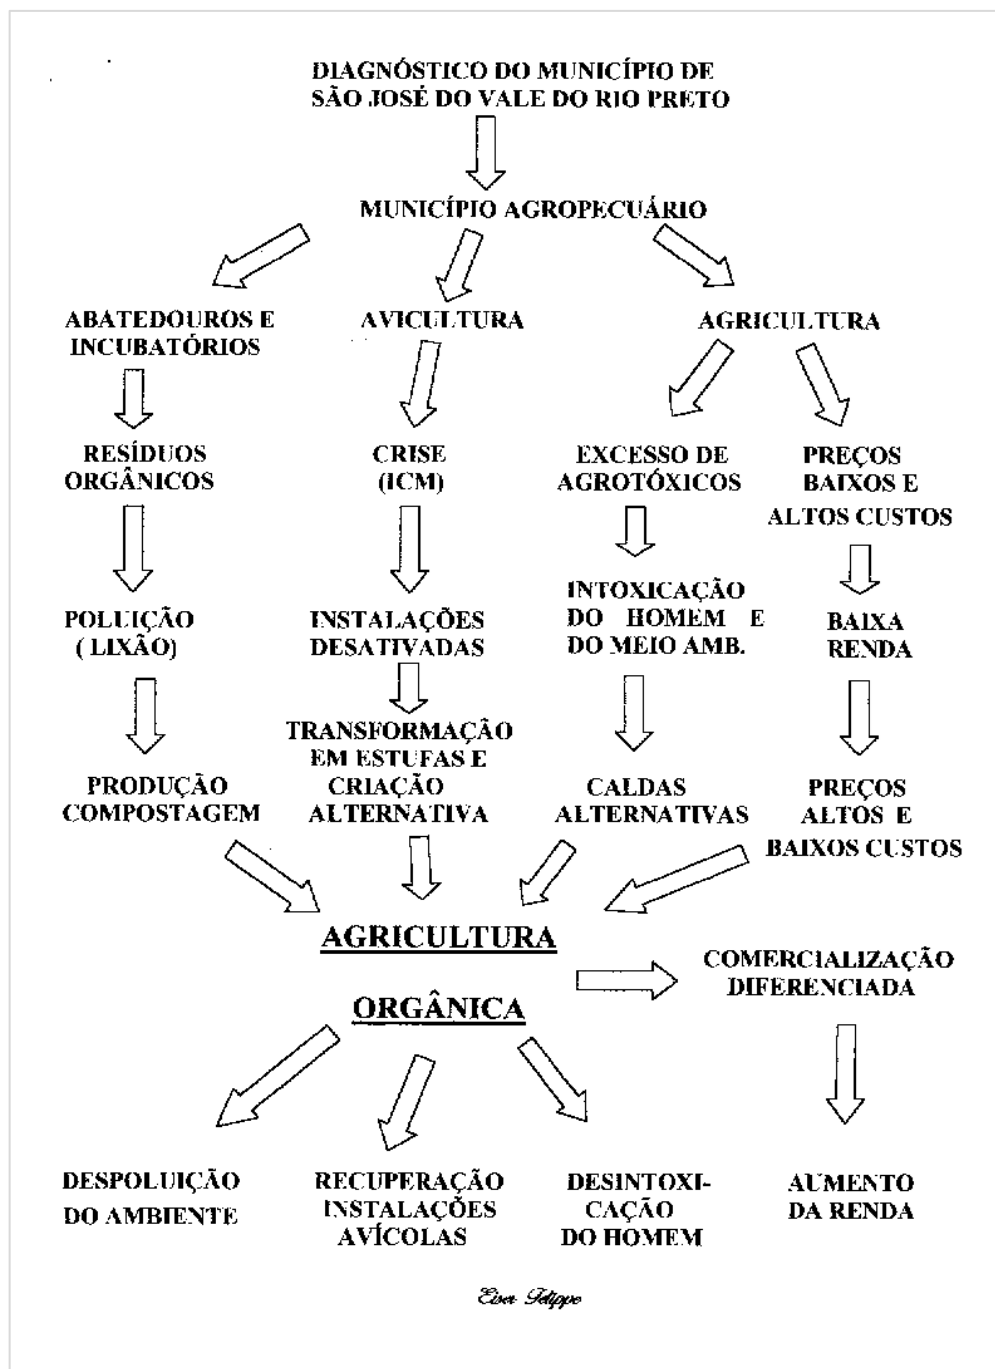 DIAGNÓSTICO DO MUNICÍPIO DE
SÃO JOSÉ DO VALE DO RIO PRETO
MUNICÍPIO AGROPECUÁRIO
ABATEDOUROS E
INCUBATÓRIOS
AVICULTURA
AGRICULTURA
RESÍDUOS
ORGÂNICOS
CRISE
(ICM)
EXCESSO DE
AGROTÓXICOS
PREÇOS
BAIXOS E
ALTOS CUSTOS
POLUIÇÃO
( LIXÃO)
INSTALAÇÕES
DESATIVADAS
INTOXICAÇÃO
DO HOMEM E
DO MEIO AMB.
BAIXA
RENDA
PRODUÇÃO
COMPOSTAGEM
TRANSFORMAÇÃO
EM ESTUFAS E
CRIAÇÃO
ALTERNATIVA
CALDAS
ALTERNATIVAS
PREÇOS
ALTOS E
BAIXOS CUSTOS
AGRICULTURA
ORGÂNICA
COMERCIALIZAÇÃO
DIFERENCIADA
DESPOLUIÇÃO
DO AMBIENTE
RECUPERAÇÃO
INSTALAÇÕES
AVÍCOLAS
DESINTOXI-
CAÇÃO
DO HOMEM
AUMENTO
DA RENDA
Eiser Felippe